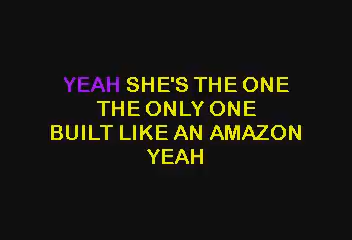 YEAH SHE'S THE ONE
THE ONLY ONE
BUILT LIKE AN AMAZON
YEAH